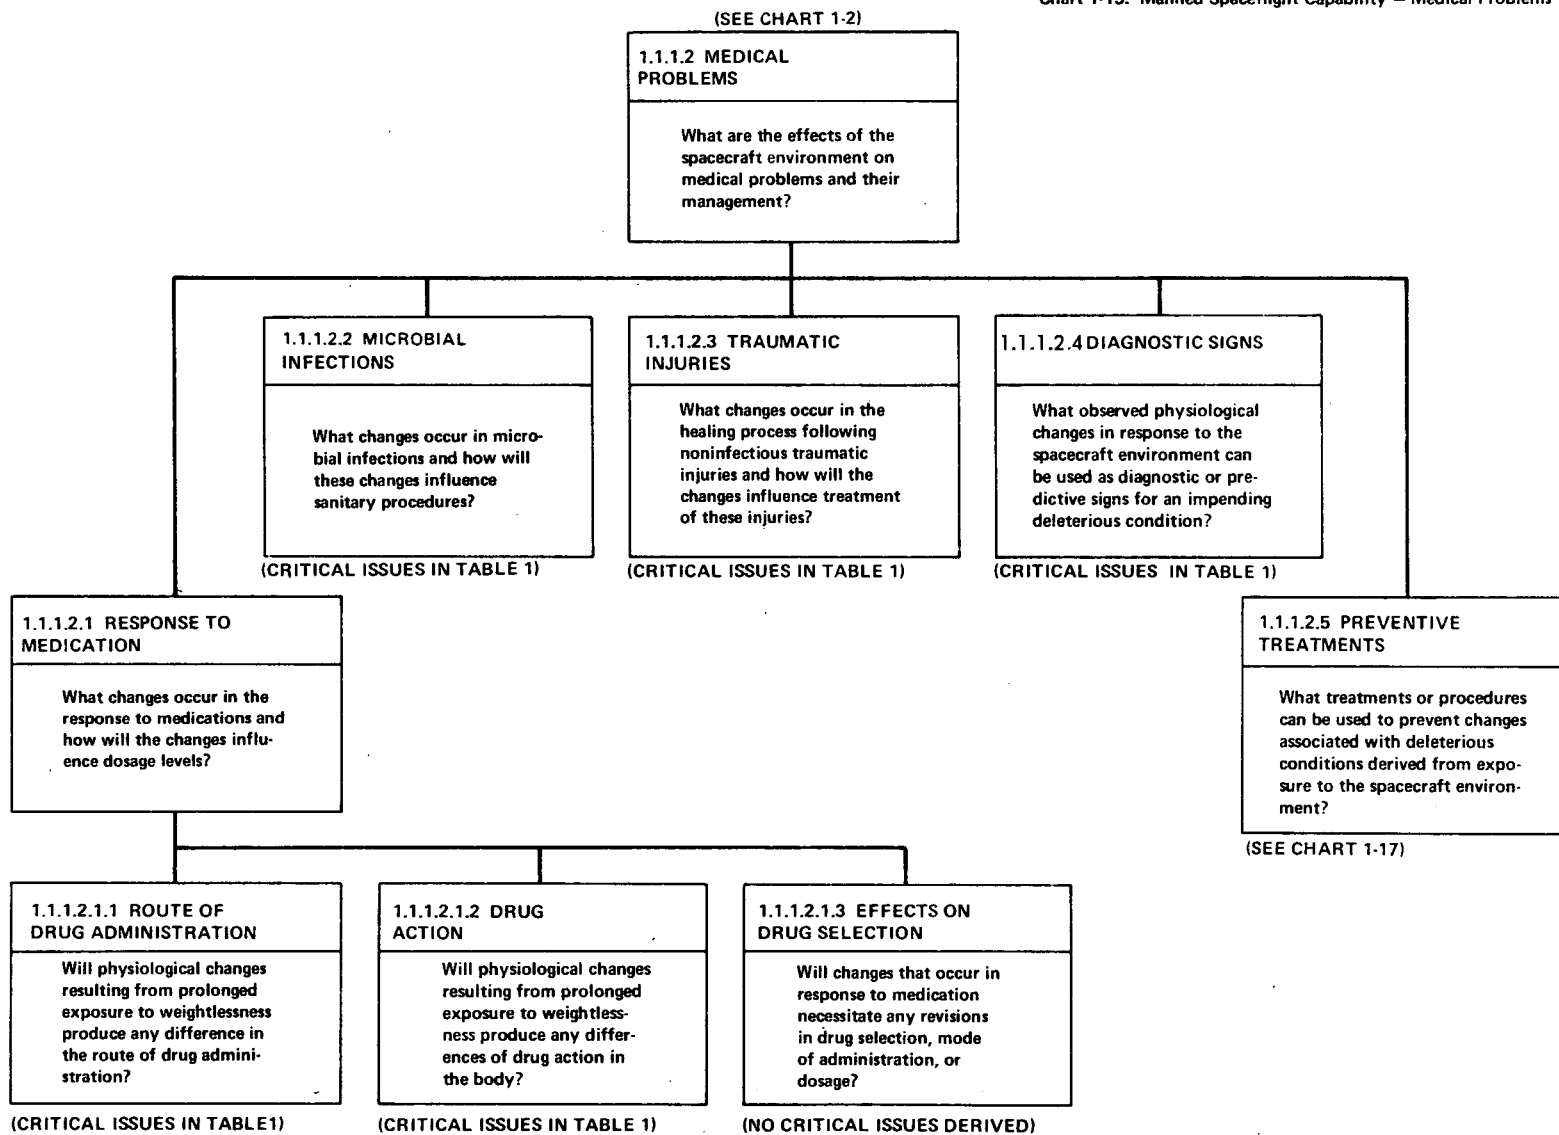 Chart 1-15. Manned Spaceflight Capability — Medical Problems
(SEE CHART 1-2)
1.1.1.2 MEDICAL
PROBLEMS
What are the effects of the
spacecraft environment on
medical problems and their
management?
1.1.1.2.2 MICROBIAL
INFECTIONS
What changes occur in micro-
bial infections and how will
these changes influence
sanitary procedures?
(CRITICAL ISSUES IN TABLE 1)
1.1.1.2.3 TRAUMATIC
INJURIES
What changes occur in the
healing process following
noninfectious traumatic
injuries and how will the
changes influence treatment
of these injuries?
(CRITICAL ISSUES IN TABLE 1)
1.1.1.2.4 DIAGNOSTIC SIGNS
What observed physiological
changes in response to the
spacecraft environment can
be used as diagnostic or pre-
dictive signs for an impending
deleterious condition?
(CRITICAL ISSUES IN TABLE 1)
1.1.1.2.1 RESPONSE TO
MEDICATION
What changes occur in the
response to medications and
how will the changes influ-
ence dosage levels?
1.1.1.2.5 PREVENTIVE
TREATMENTS
What treatments or procedures
can be used to prevent changes
associated with deleterious
conditions derived from expo-
sure to the spacecraft environ-
ment?
(SEE CHART 1-17)
1.1.1.2.1.1 ROUTE OF
DRUG ADMINISTRATION
Will physiological changes
resulting from prolonged
exposure to weightlessness
produce any difference in
the route of drug admini-
stration?
(CRITICAL ISSUES IN TABLE1)
1.1.1.2.1.2 DRUG
ACTION
Will physiological changes
resulting from prolonged
exposure to weightless-
ness produce any differ-
ences of drug action in
the body?
(CRITICAL ISSUES IN TABLE 1)
1.1.1.2.1.3 EFFECTS ON
DRUG SELECTION
Will changes that occur in
response to medication
necessitate any revisions
in drug selection, mode
of administration, or
dosage?
(NO CRITICAL ISSUES DERIVED)